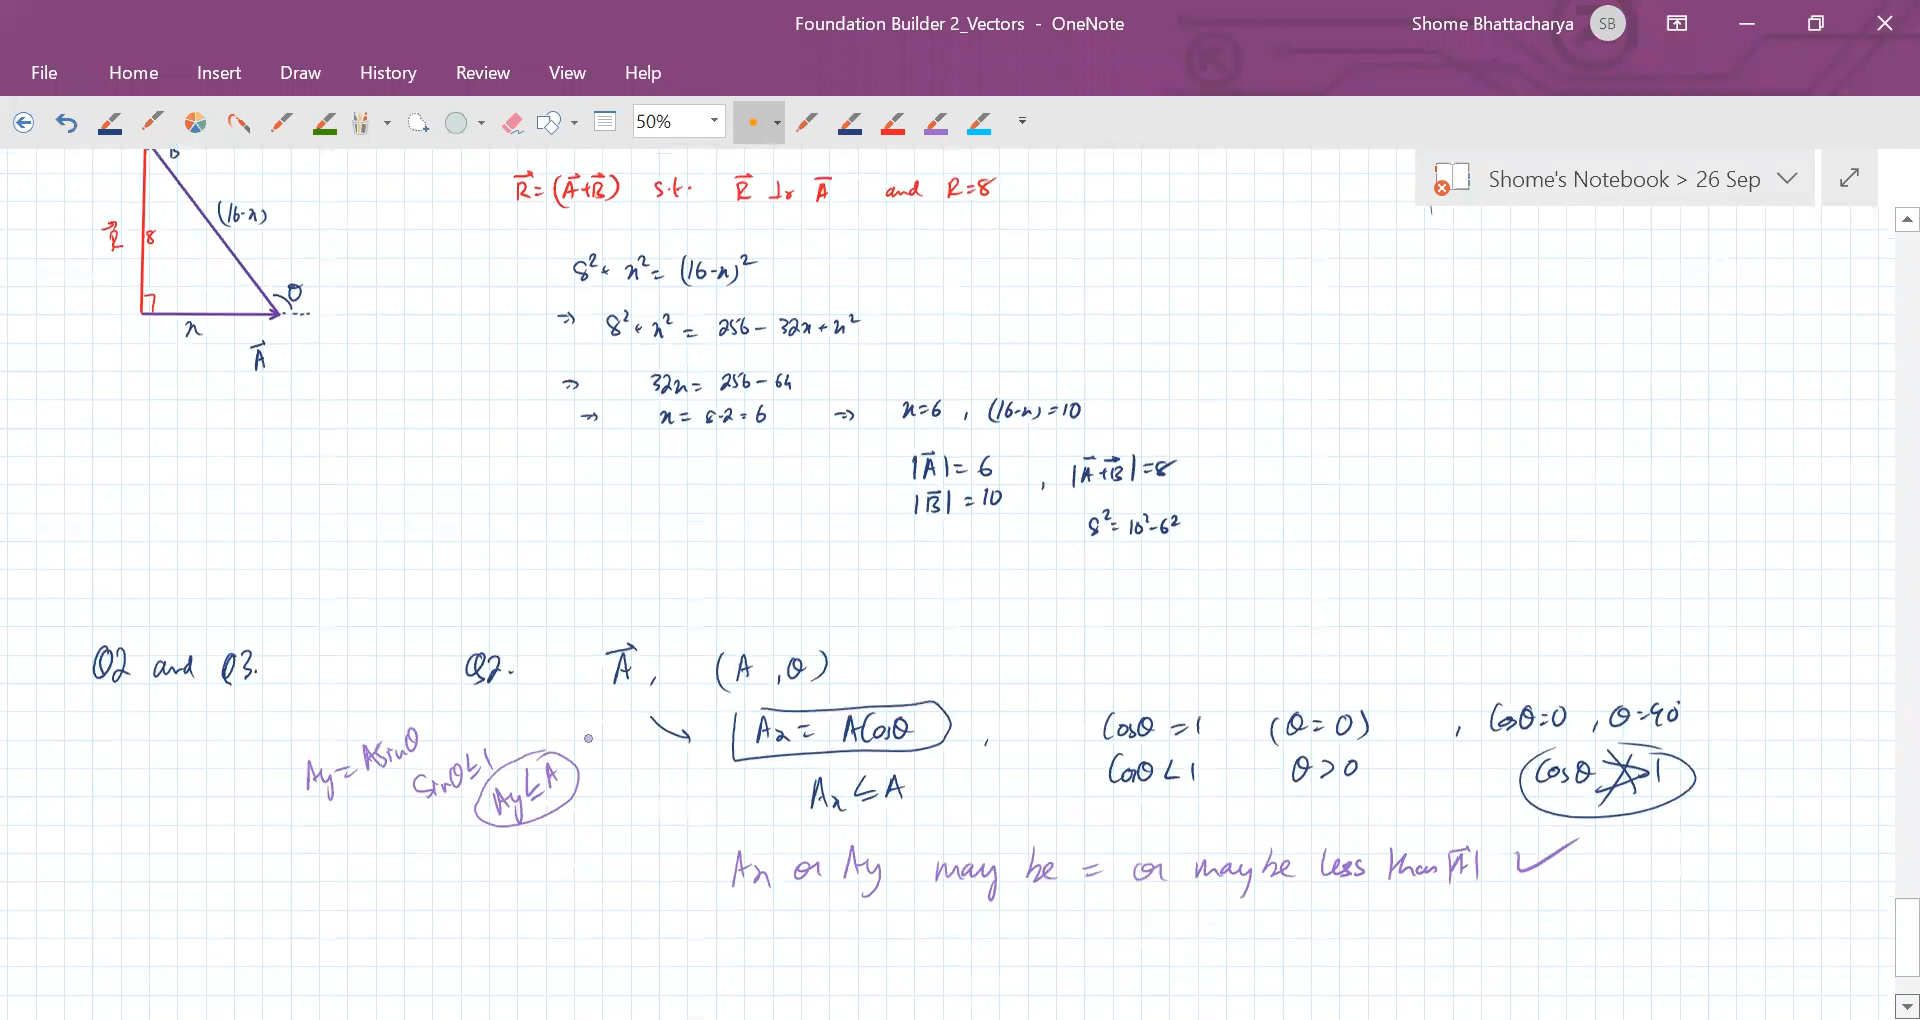 Foundation Builder 2_Vectors - OneNote
Shome Bhattacharya SB
File Home Insert Draw History Review View Help
50%
Shome's Notebook > 26 Sep
B
(16-x)
R⃗ 8
θ
x
A⃗
R⃗ = (A⃗+B⃗) s.t. R⃗ ⊥r A⃗ and R=8
8² + x² = (16-x)²
⇒ 8² + x² = 256 - 32x + x²
⇒ 32x = 256 - 64
⇒ x = 8-2 = 6 ⇒ x=6 , (16-x) = 10
|A⃗| = 6 , |A⃗+B⃗| = 8
|B⃗| = 10
8² = 10² - 6²
Q2 and Q3.
Q2. A⃗, (A, θ)
Ax = A Cosθ , Cosθ = 1 (θ = 0) , Cosθ=0 , θ=90°
Ax ≤ A Cosθ < 1 θ > 0 Cosθ ≯ 1
Ay = A Sinθ
Sinθ ≤ 1
Ay ≤ A
Ax or Ay may be = or may be less than |A⃗| ✓